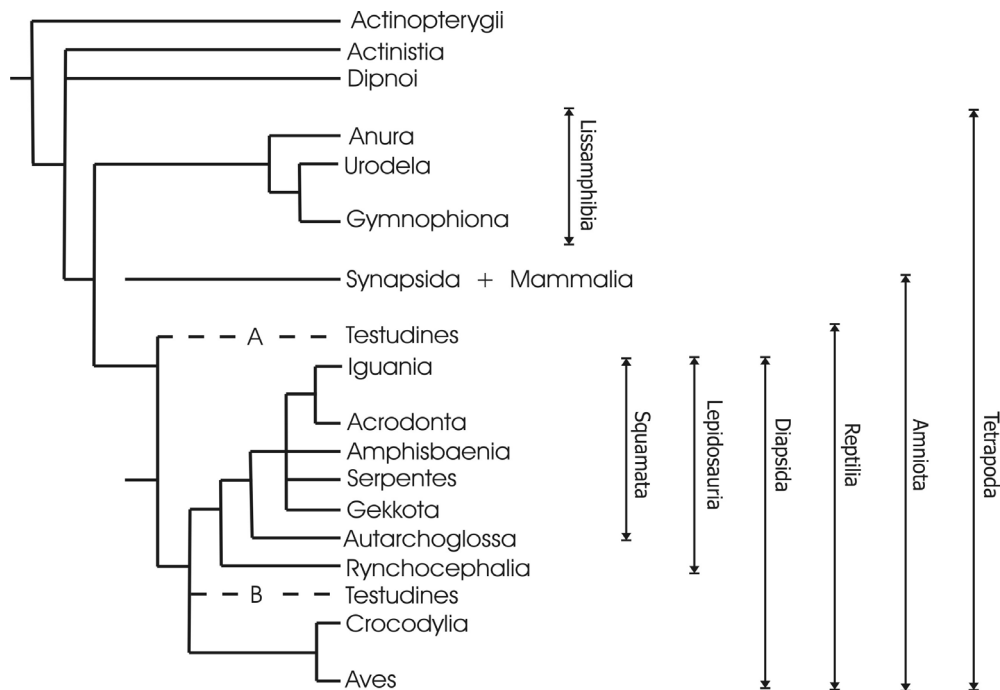 Actinopterygii
Actinistia
Dipnoi
Anura
Urodela
Gymnophiona
Lissamphibia
Synapsida + Mammalia
A
Testudines
Iguania
Acrodonta
Amphisbaenia
Serpentes
Gekkota
Autarchoglossa
Rynchocephalia
B
Testudines
Crocodylia
Aves
Squamata
Lepidosauria
Diapsida
Reptilia
Amniota
Tetrapoda